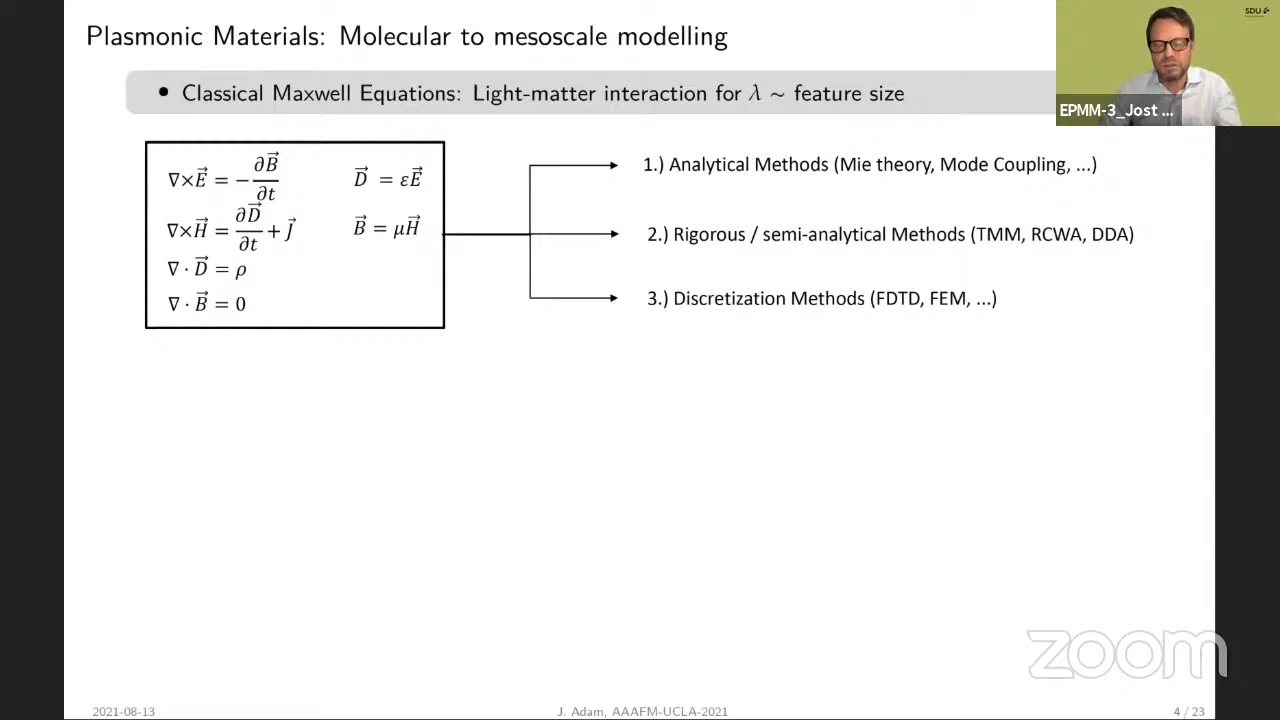 Plasmonic Materials: Molecular to mesoscale modelling
SDU
• Classical Maxwell Equations: Light-matter interaction for λ ∼ feature size
EPMM-3_Jost ...
∇×E⃗ = −∂B⃗/∂t    D⃗ = εE⃗
∇×H⃗ = ∂D⃗/∂t + J⃗    B⃗ = μH⃗
∇ · D⃗ = ρ
∇ · B⃗ = 0
1.) Analytical Methods (Mie theory, Mode Coupling, ...)
2.) Rigorous / semi-analytical Methods (TMM, RCWA, DDA)
3.) Discretization Methods (FDTD, FEM, ...)
zoom
2021-08-13    J. Adam, AAAFM-UCLA-2021    4 / 23